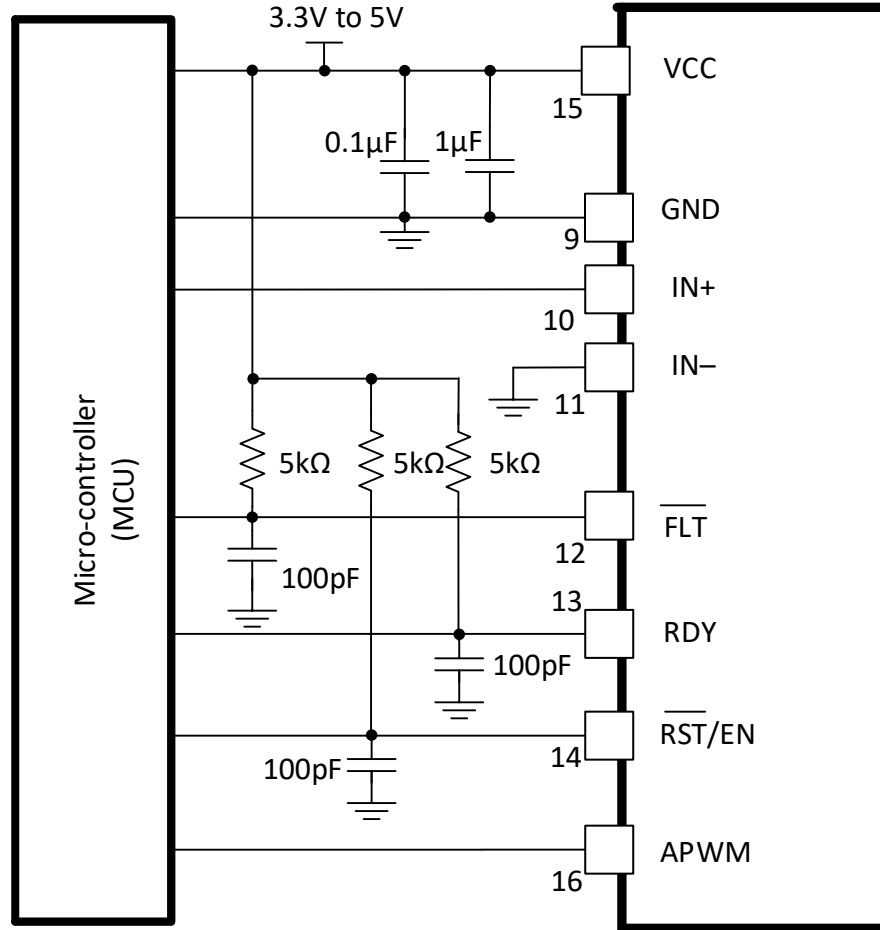 3.3V to 5V
VCC
15
0.1µF
1µF
GND
9
IN+
10
IN–
11
Micro-controller
(MCU)
5kΩ
5kΩ
5kΩ
FLT
12
100pF
13
RDY
100pF
RST/EN
14
100pF
APWM
16